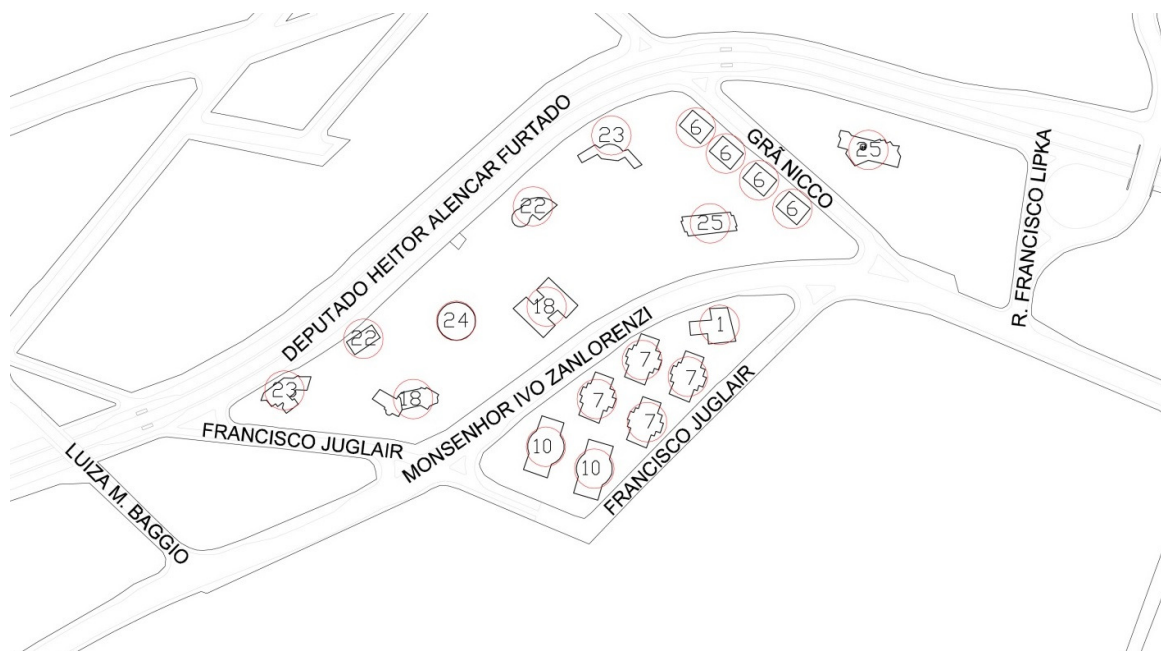 DEPUTADO HEITOR ALENCAR FURTADO
23
6
6
6
6
GRÃ NICCO
25
R. FRANCISCO LIPKA
22
25
18
24
22
23
18
FRANCISCO JUGLAIR
MONSENHOR IVO ZANLORENZI
1
7
7
7
7
10
10
FRANCISCO JUGLAIR
LUIZA M. BAGGIO